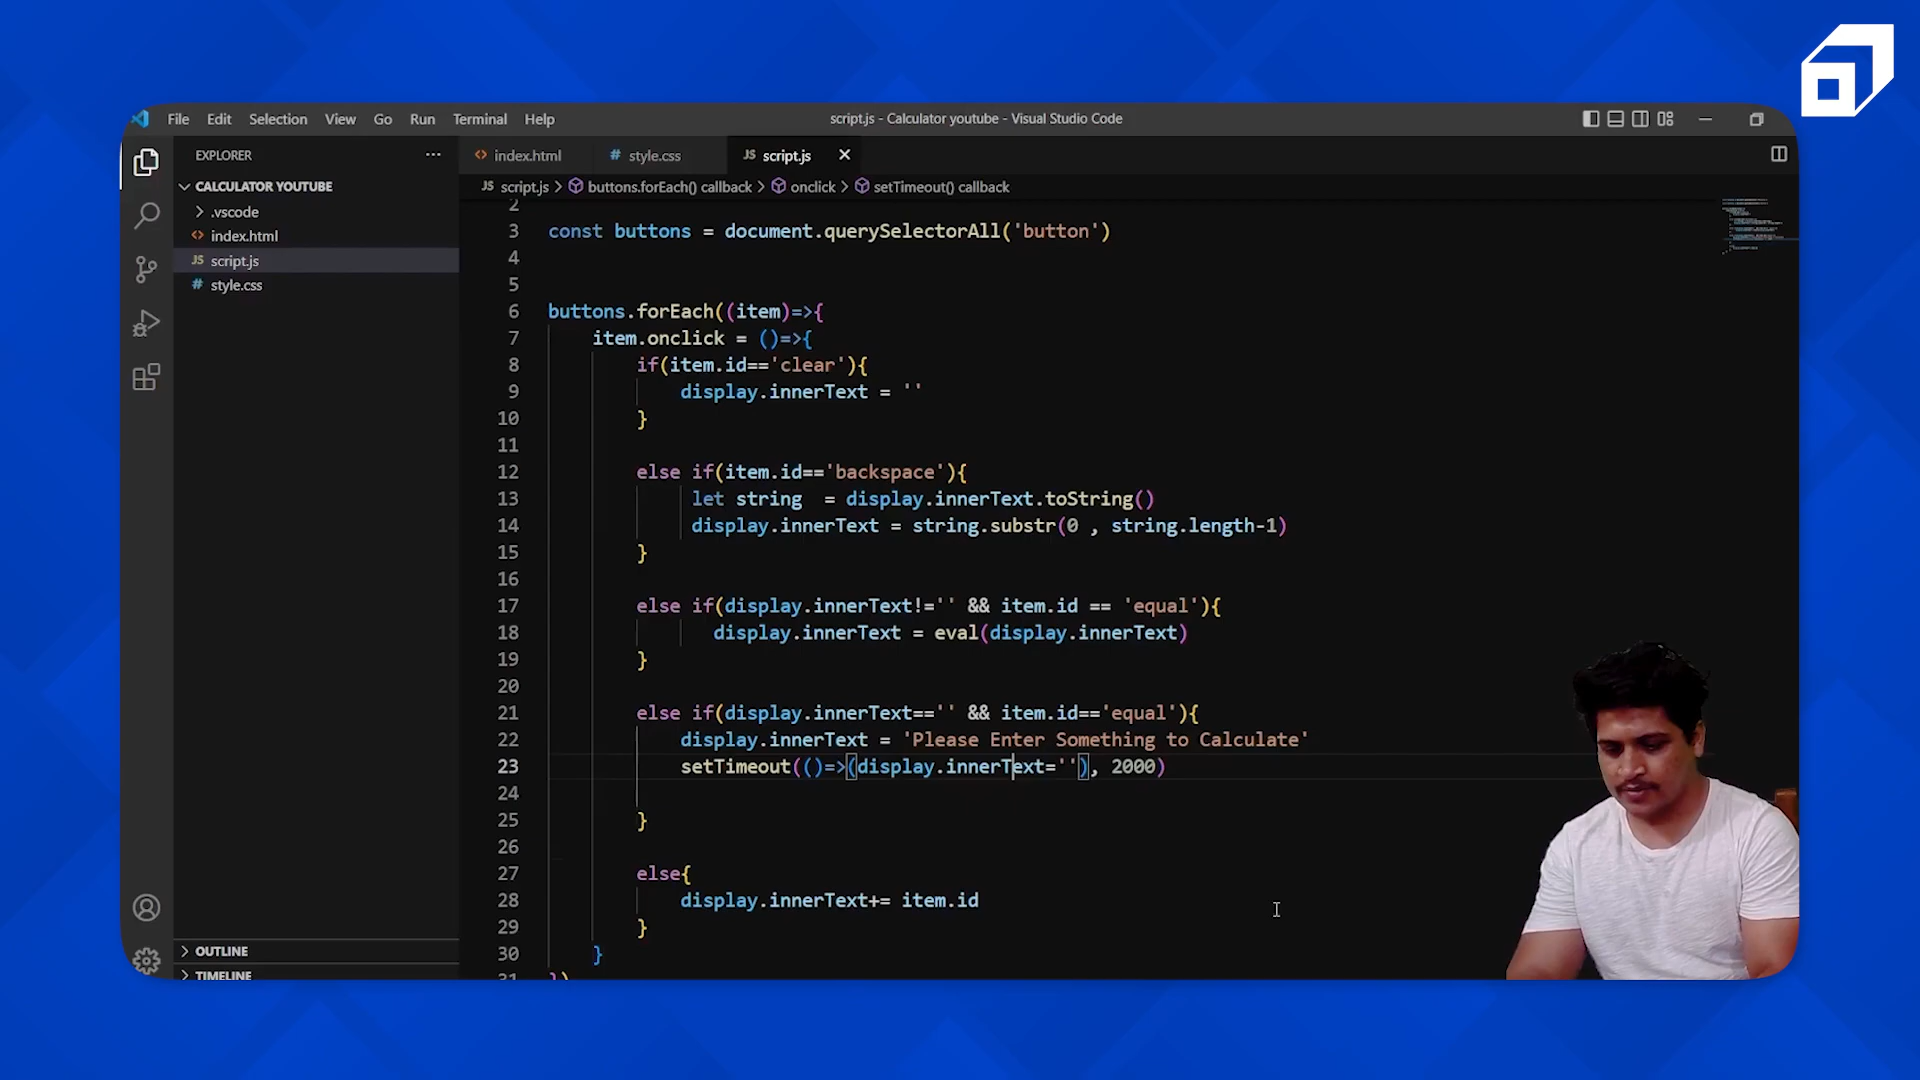 File Edit Selection View Go Run Terminal Help
script.js - Calculator youtube - Visual Studio Code
EXPLORER
CALCULATOR YOUTUBE
.vscode
index.html
JS script.js
# style.css
OUTLINE
TIMELINE
index.html
# style.css
JS script.js
JS script.js > buttons.forEach() callback > onclick > setTimeout() callback
2
3 const buttons = document.querySelectorAll('button')
4
5
6 buttons.forEach((item)=>{
7 item.onclick = ()=>{
8 if(item.id=='clear'){
9 display.innerText = ''
10 }
11
12 else if(item.id=='backspace'){
13 let string  = display.innerText.toString()
14 display.innerText = string.substr(0 , string.length-1)
15 }
16
17 else if(display.innerText!='' && item.id == 'equal'){
18 display.innerText = eval(display.innerText)
19 }
20
21 else if(display.innerText=='' && item.id=='equal'){
22 display.innerText = 'Please Enter Something to Calculate'
23 setTimeout(()=>(display.innerText=''), 2000)
24
25 }
26
27 else{
28 display.innerText+= item.id
29 }
30 }
31 })